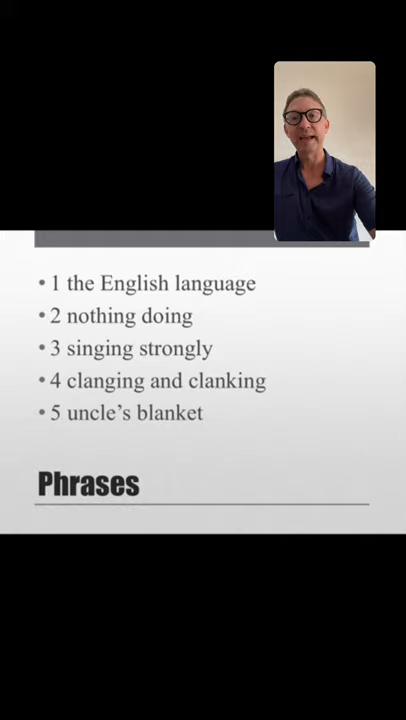 • 1 the English language
• 2 nothing doing
• 3 singing strongly
• 4 clanging and clanking
• 5 uncle’s blanket
Phrases